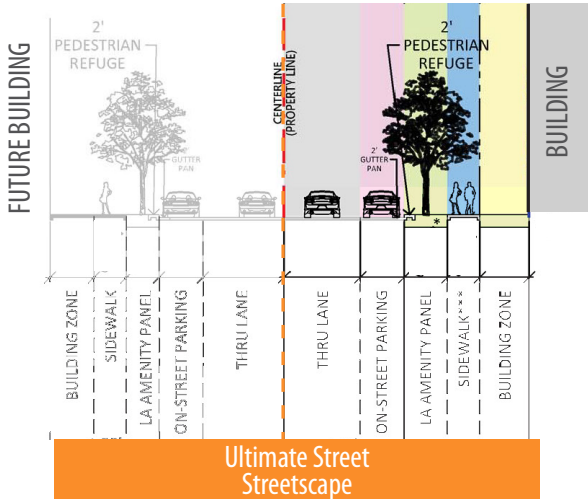 2'
PEDESTRIAN
REFUGE
2'
PEDESTRIAN
REFUGE
FUTURE BUILDING
CENTERLINE
(PROPERTY LINE)
BUILDING
2'
GUTTER
PAN
2'
GUTTER
PAN
*
BUILDING ZONE
SIDEWALK
LA AMENITY PANEL
ON-STREET PARKING
THRU LANE
THRU LANE
ON-STREET PARKING
LA AMENITY PANEL
SIDEWALK***
BUILDING ZONE
Ultimate Street
Streetscape